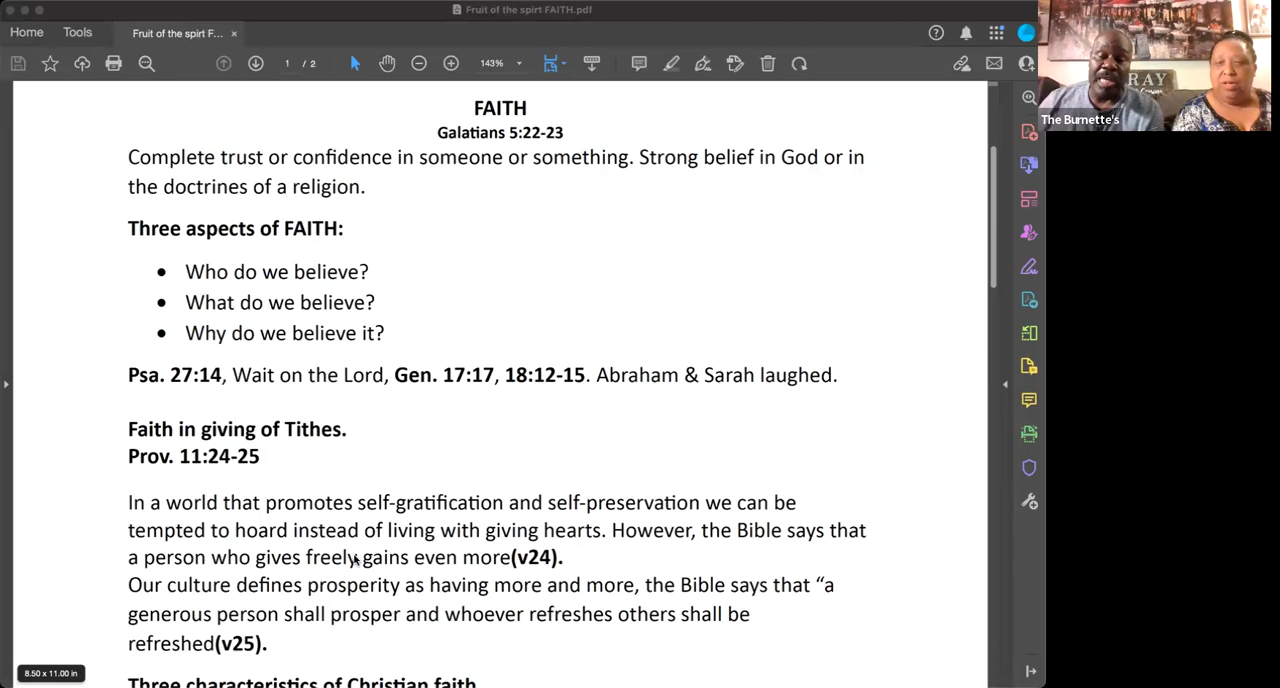 Fruit of the spirt FAITH.pdf
Home
Tools
Fruit of the spirt F...
1 / 2
143%
FAITH
Galatians 5:22-23
Complete trust or confidence in someone or something. Strong belief in God or in
the doctrines of a religion.
Three aspects of FAITH:
• Who do we believe?
• What do we believe?
• Why do we believe it?
Psa. 27:14, Wait on the Lord, Gen. 17:17, 18:12-15. Abraham & Sarah laughed.
Faith in giving of Tithes.
Prov. 11:24-25
In a world that promotes self-gratification and self-preservation we can be
tempted to hoard instead of living with giving hearts. However, the Bible says that
a person who gives freely gains even more(v24).
Our culture defines prosperity as having more and more, the Bible says that “a
generous person shall prosper and whoever refreshes others shall be
refreshed(v25).
Three characteristics of Christian faith
8.50 x 11.00 in
RAY
The Burnette's